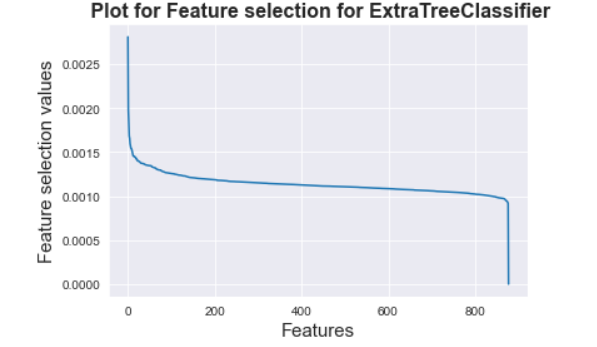 Plot for Feature selection for ExtraTreeClassifier
Feature selection values
0.0025
0.0020
0.0015
0.0010
0.0005
0.0000
0 200 400 600 800
Features